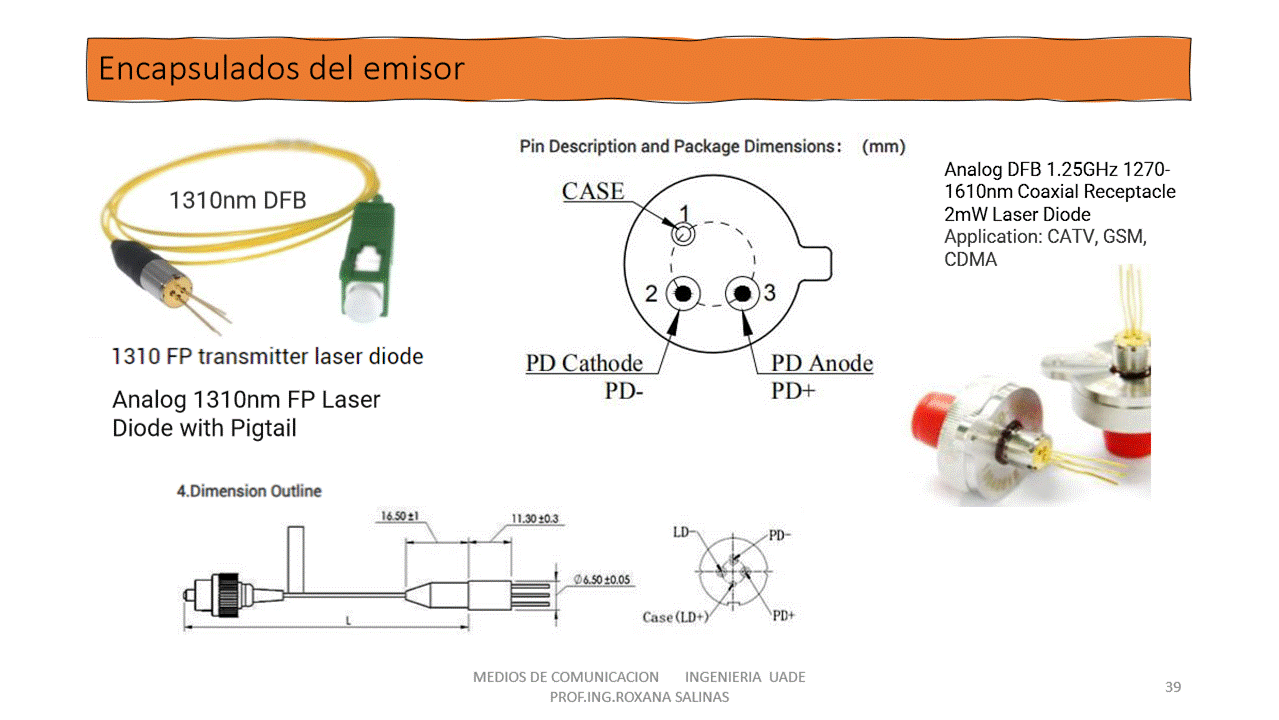 Encapsulados del emisor
1310nm DFB
1310 FP transmitter laser diode
Analog 1310nm FP Laser
Diode with Pigtail
Pin Description and Package Dimensions: (mm)
CASE
1
2
3
PD Cathode
PD-
PD Anode
PD+
Analog DFB 1.25GHz 1270-
1610nm Coaxial Receptacle
2mW Laser Diode
Application: CATV, GSM,
CDMA
4.Dimension Outline
16.50 ±1
11.30 ±0.3
Ø6.50 ±0.05
L
LD-
PD-
Case(LD+)
PD+
MEDIOS DE COMUNICACION INGENIERIA UADE
PROF.ING.ROXANA SALINAS
39